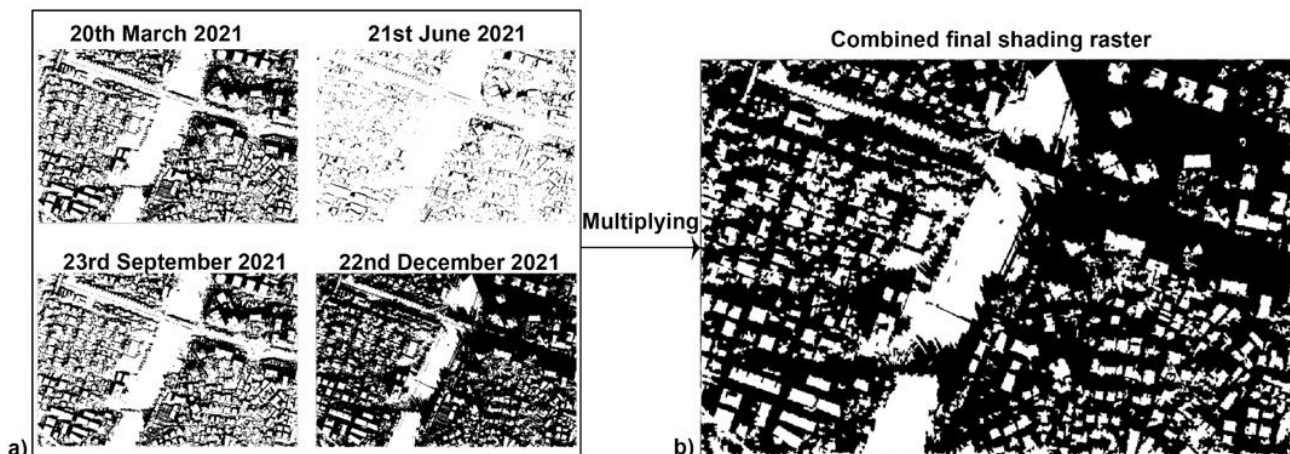 20th March 2021
21st June 2021
Combined final shading raster
Multiplying
23rd September 2021
22nd December 2021
a)
b)